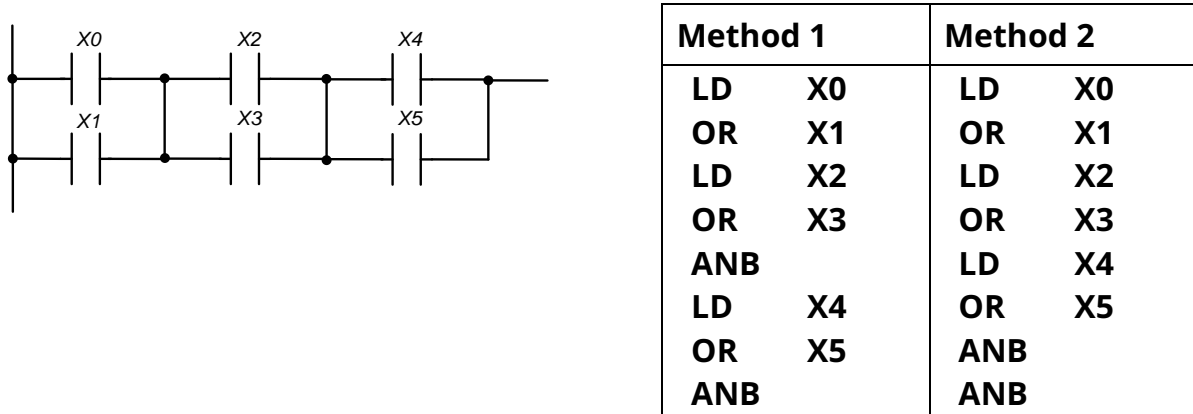 X0 X2 X4
X1 X3 X5
Method 1 Method 2
LD X0 LD X0
OR X1 OR X1
LD X2 LD X2
OR X3 OR X3
ANB LD X4
LD X4 OR X5
OR X5 ANB
ANB ANB